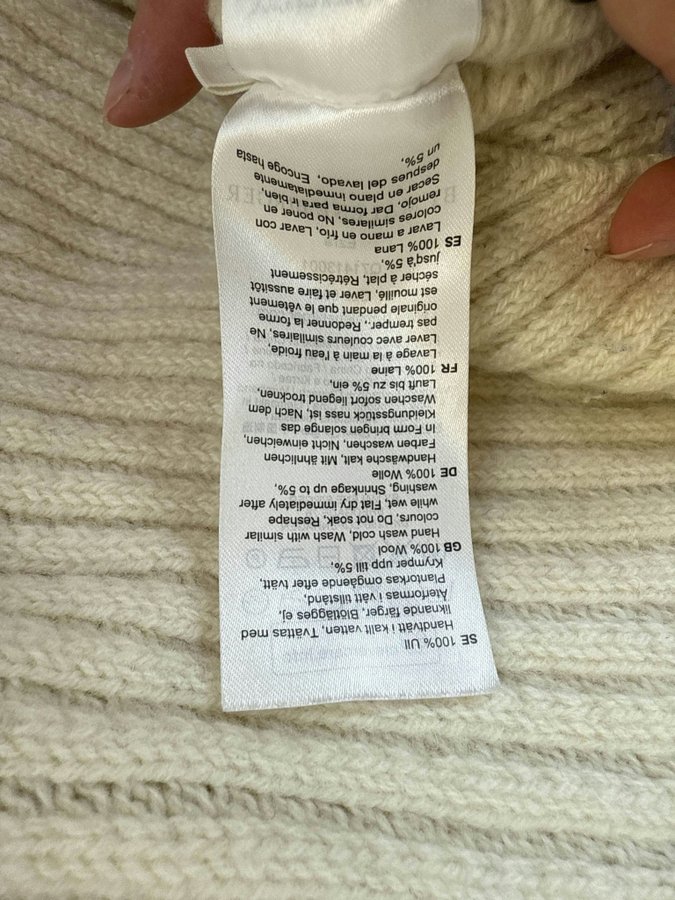 SE 100% Ull
Handtvätt i kallt vatten, Tvättas med
liknande färger, Blötlägges ej,
Återformas i vått tillstånd,
Plantorkas omgående efter tvätt,
Krymper upp till 5%,
GB 100% Wool
Hand wash cold, Wash with similar
colours, Do not soak, Reshape
while wet, Flat dry immediately after
washing, Shrinkage up to 5%,
DE 100% Wolle
Handwäsche kalt, Mit ähnlichen
Farben waschen, Nicht einweichen,
In Form bringen solange das
Kleidungsstück nass ist, Nach dem
Waschen sofort liegend trocknen,
Lauft bis zu 5% ein,
FR 100% Laine
Lavage à la main à l'eau froide,
Laver avec couleurs similaires, Ne
pas tremper,, Redonner la forme
originale pendant que le vêtement
est mouillé, Laver et faire aussitôt
sécher à plat, Rétrécissement
jusqu'à 5%,
ES 100% Lana
Lavar a mano en frío, Lavar con
colores similares, No poner en
remojo, Dar forma para ir bien,
Secar en plano inmediatamente
despues del lavado, Encoge hasta
un 5%,